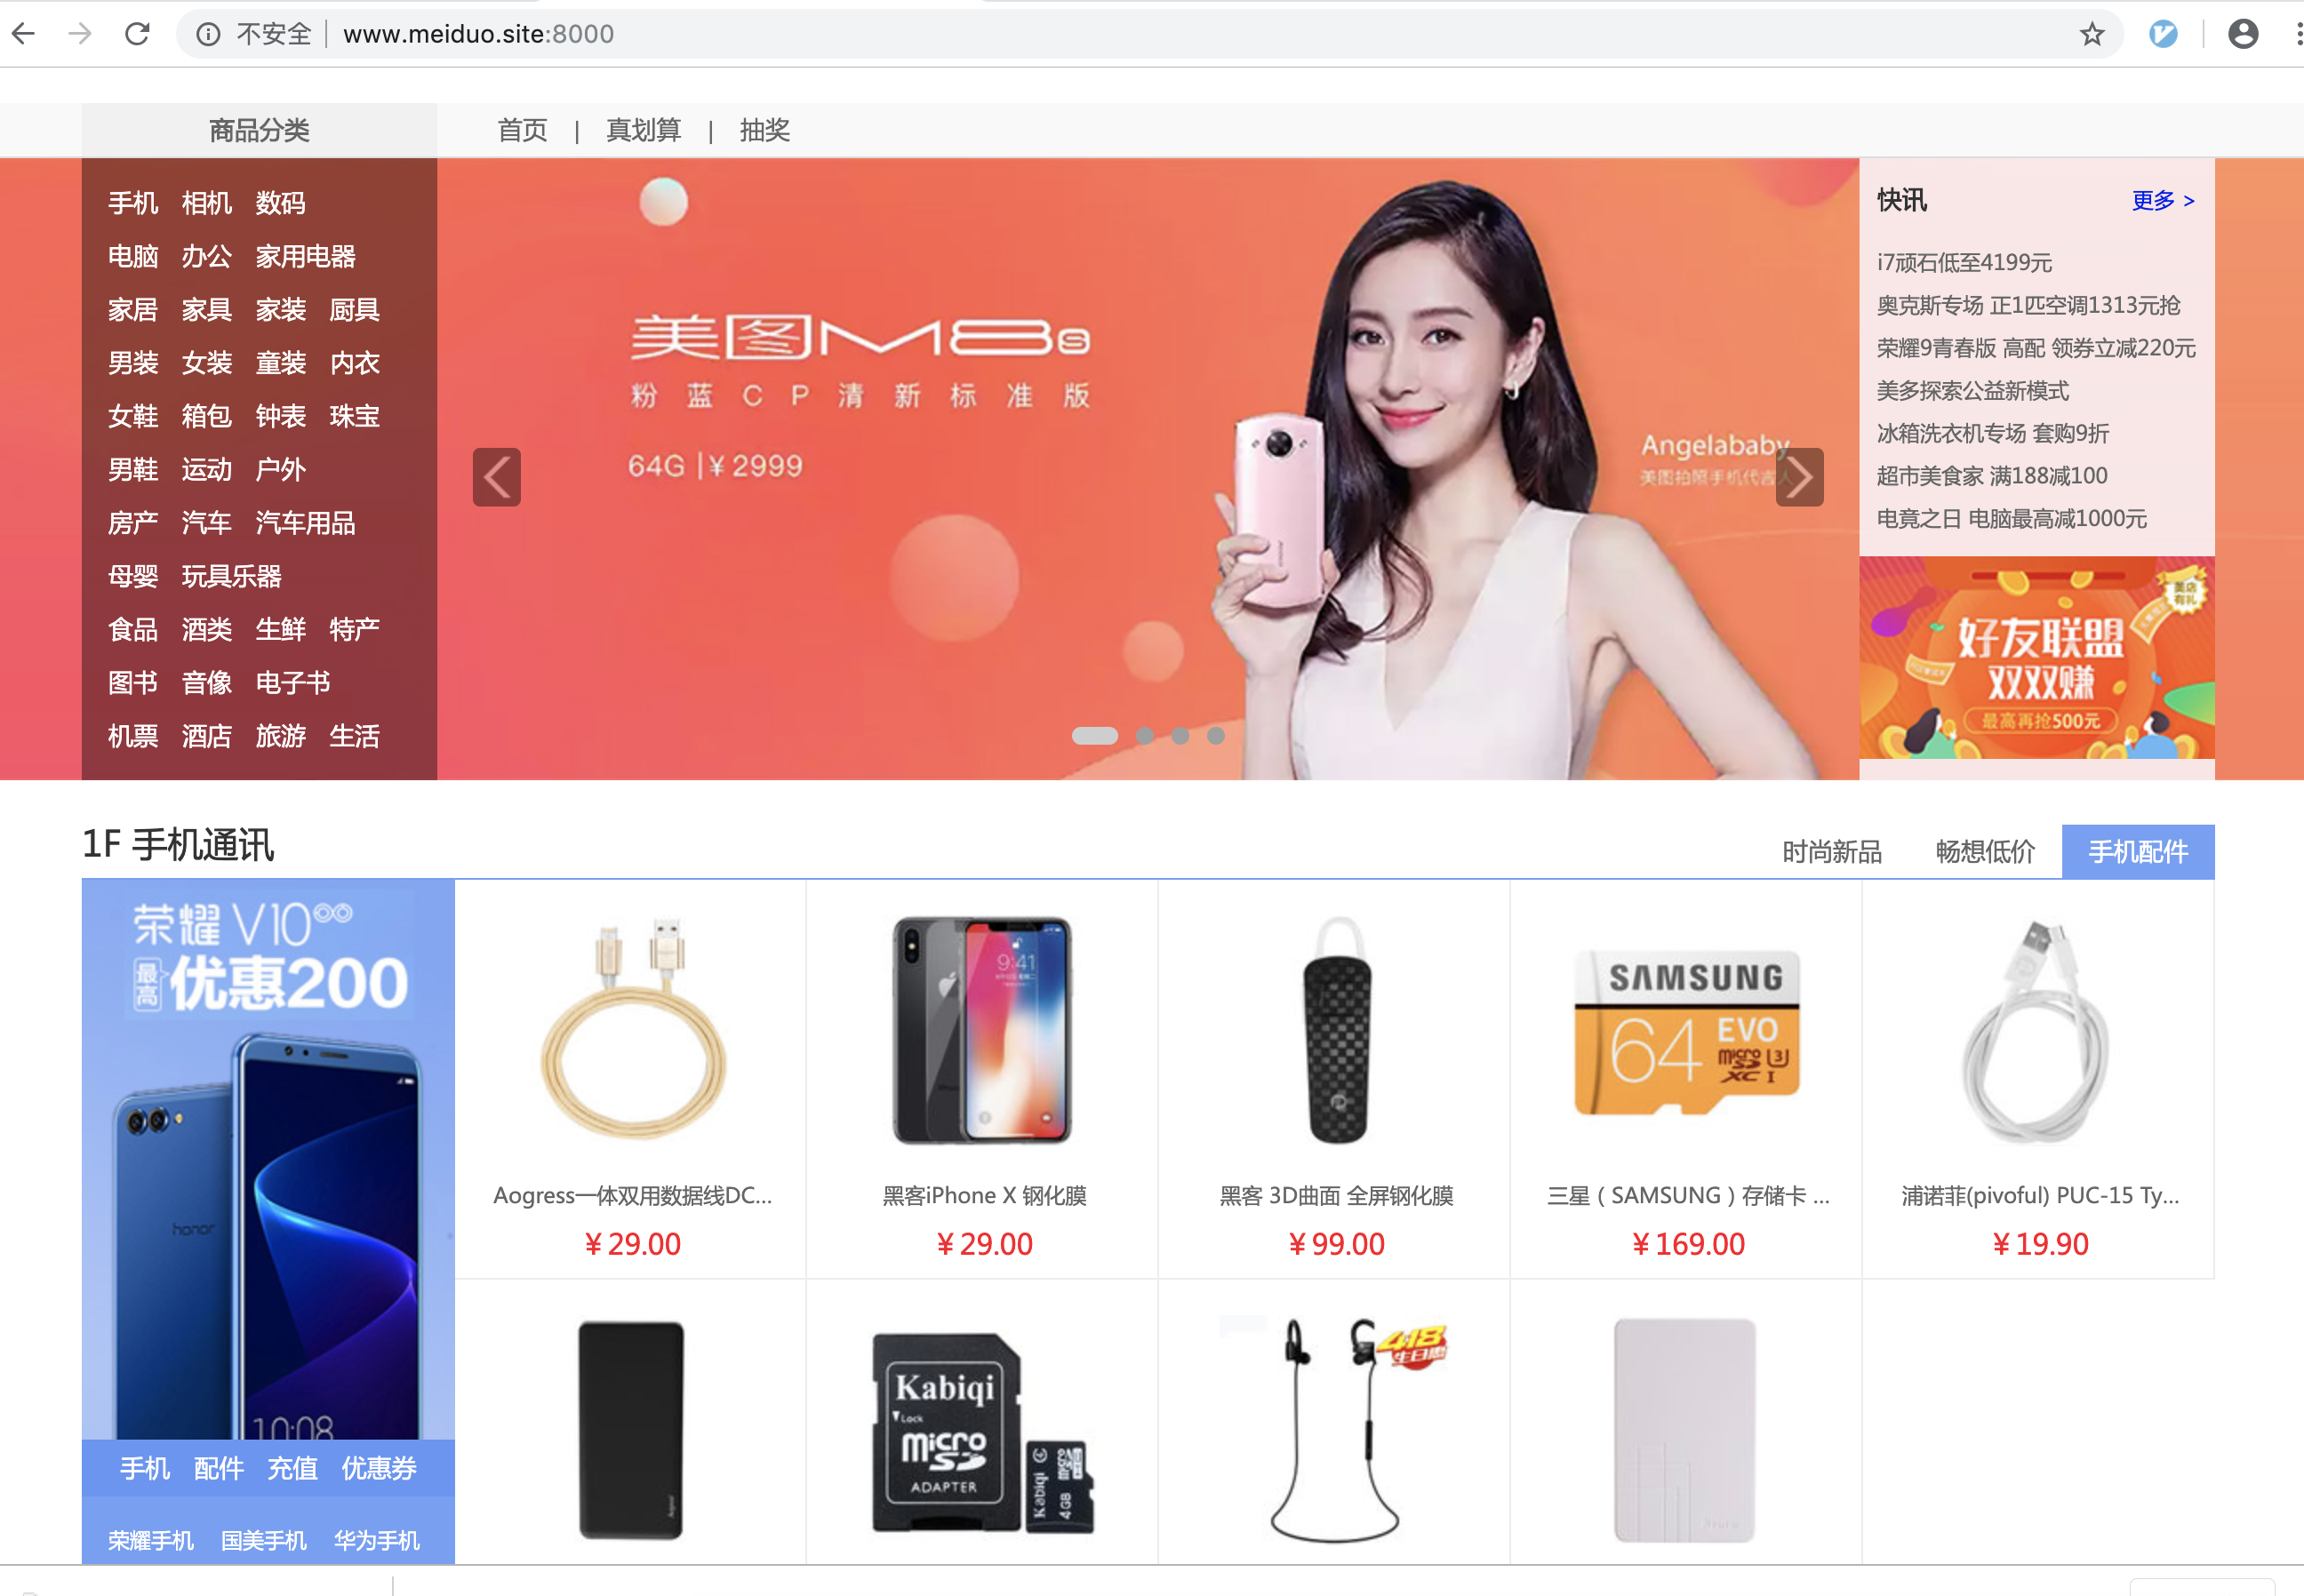 不安全 | www.meiduo.site:8000
商品分类
首页 | 真划算 | 抽奖
手机 相机 数码
电脑 办公 家用电器
家居 家具 家装 厨具
男装 女装 童装 内衣
女鞋 箱包 钟表 珠宝
男鞋 运动 户外
房产 汽车 汽车用品
母婴 玩具乐器
食品 酒类 生鲜 特产
图书 音像 电子书
机票 酒店 旅游 生活
美图M8s
粉蓝CP清新标准版
64G |¥ 2999
Angelababy
美图拍照手机代言人
快讯 更多 >
i7顽石低至4199元
奥克斯专场 正1匹空调1313元抢
荣耀9青春版 高配 领券立减220元
美多探索公益新模式
冰箱洗衣机专场 套购9折
超市美食家 满188减100
电竞之日 电脑最高减1000元
美店
有礼
好友联盟
双双赚
最高再抢500元
1F 手机通讯
时尚新品 畅想低价 手机配件
荣耀 V10
最高 优惠200
honor
10:08
手机 配件 充值 优惠券
荣耀手机 国美手机 华为手机
9:41
SAMSUNG
64 EVO
micro SD XC I U3
Aogress一体双用数据线DC...
¥ 29.00
黑客iPhone X 钢化膜
¥ 29.00
黑客 3D曲面 全屏钢化膜
¥ 99.00
三星（SAMSUNG）存储卡 ...
¥ 169.00
浦诺菲(pivoful) PUC-15 Ty...
¥ 19.90
Kabiqi
Lock
micro SD
ADAPTER
Kabiqi
4GB
418
生日惠